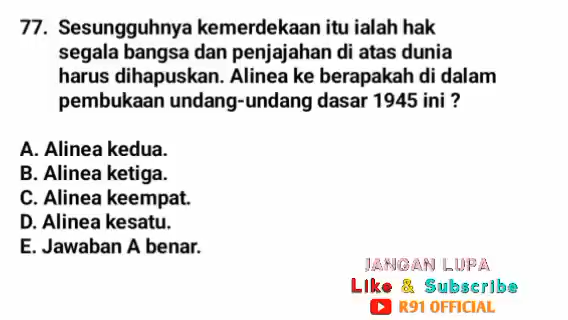 77. Sesungguhnya kemerdekaan itu ialah hak
segala bangsa dan penjajahan di atas dunia
harus dihapuskan. Alinea ke berapakah di dalam
pembukaan undang-undang dasar 1945 ini ?
A. Alinea kedua.
B. Alinea ketiga.
C. Alinea keempat.
D. Alinea kesatu.
E. Jawaban A benar.
JANGAN LUPA
Like & Subscribe
R91 OFFICIAL